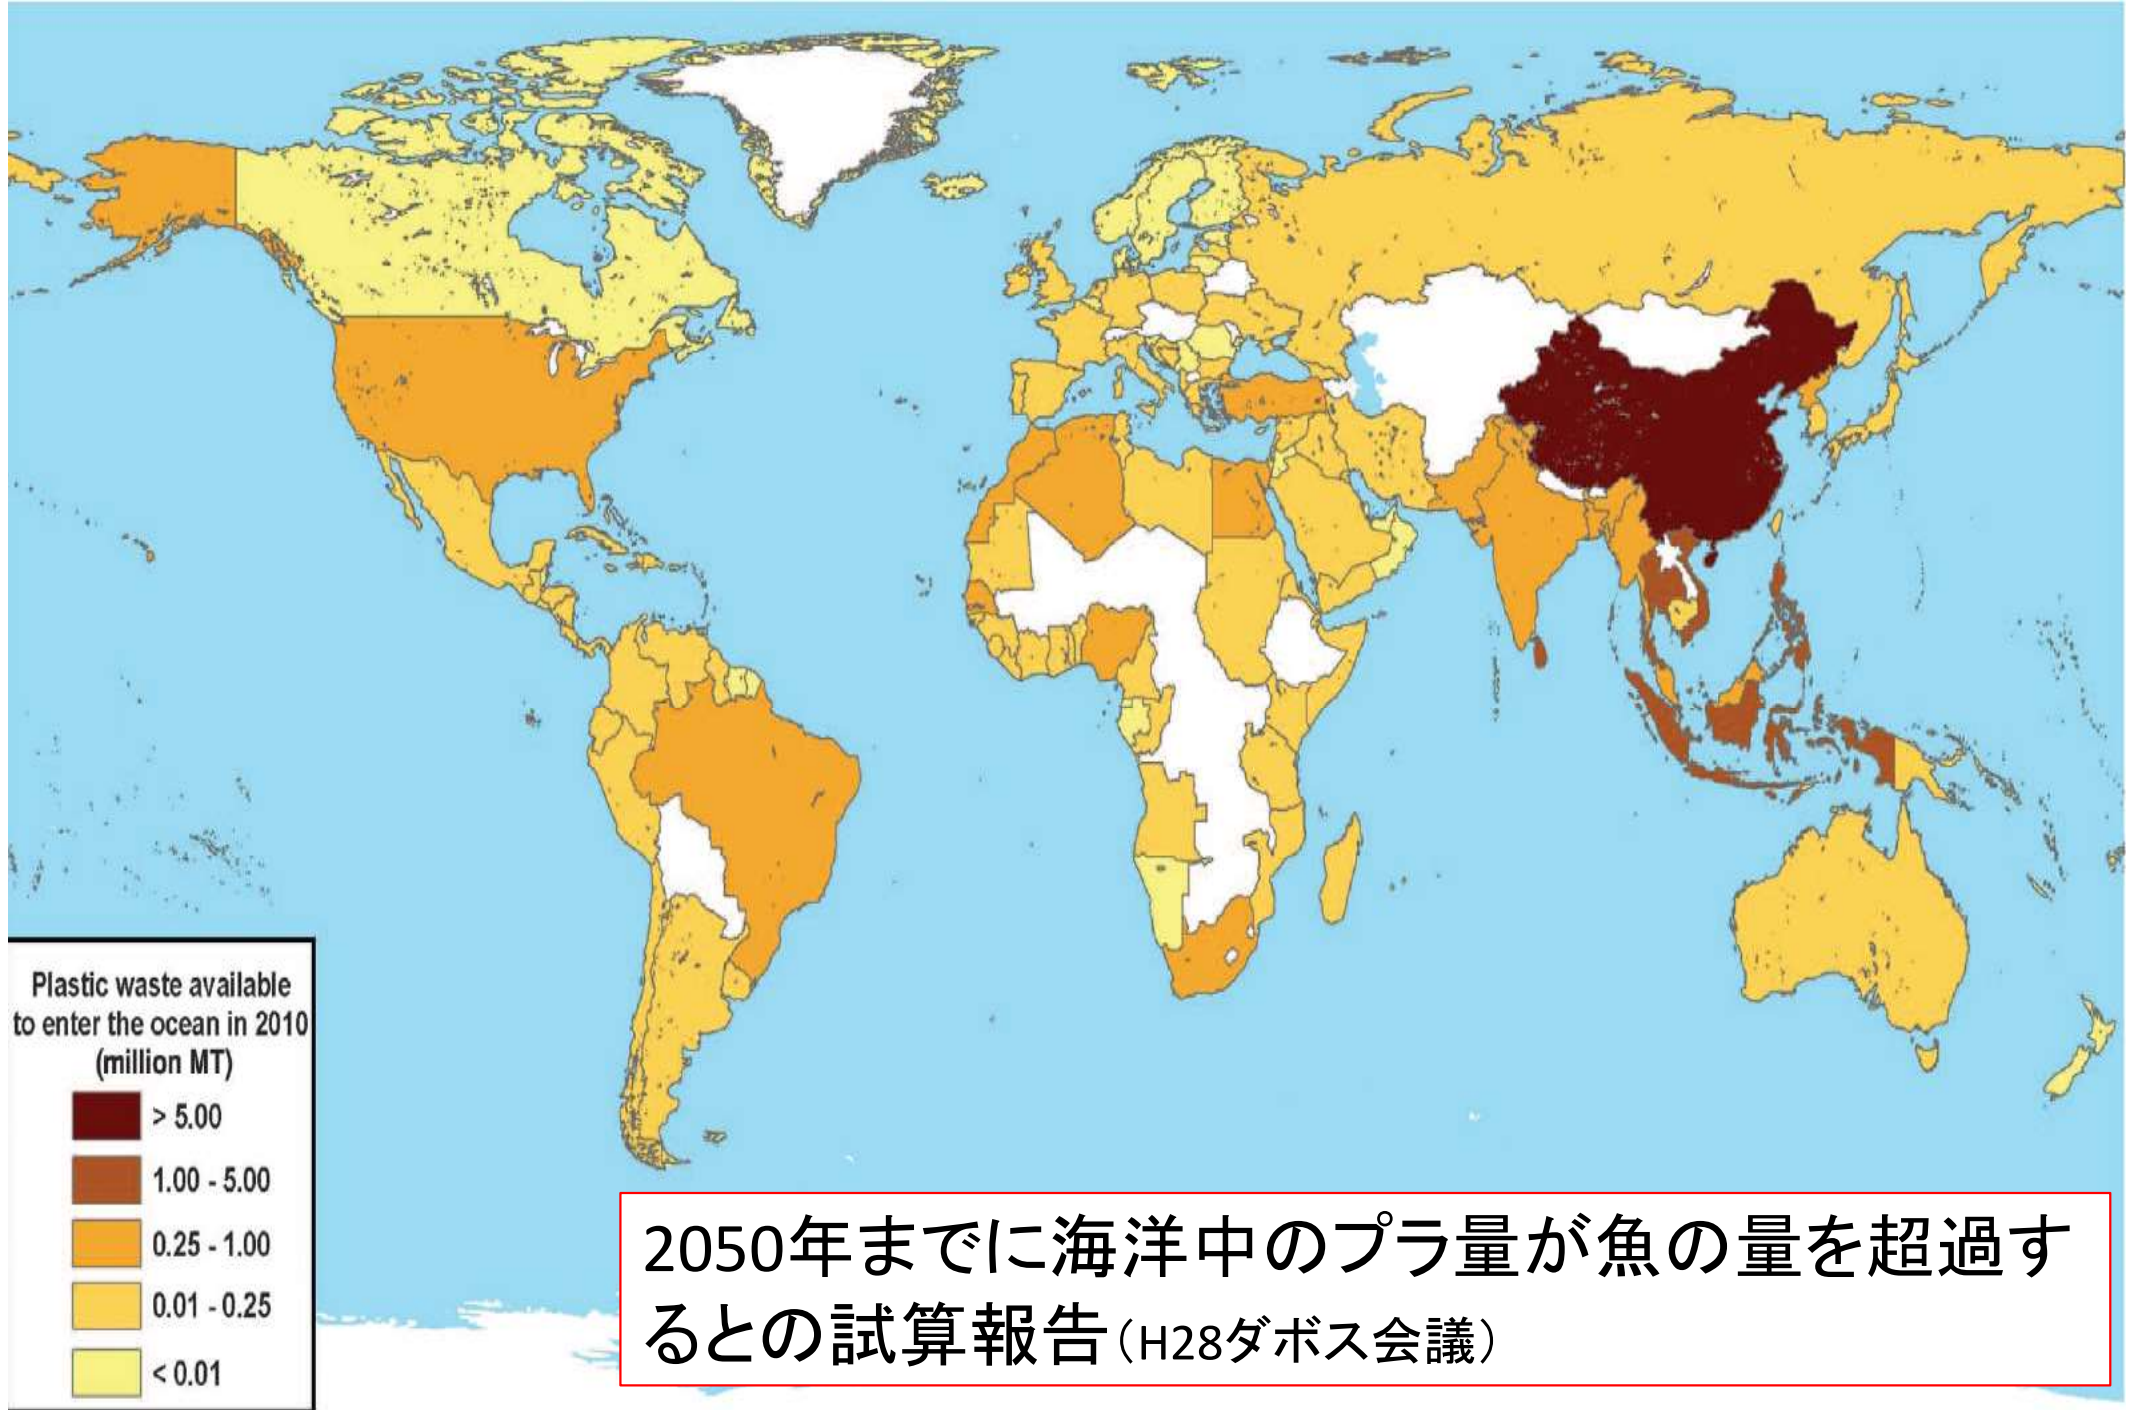 Plastic waste available
to enter the ocean in 2010
(million MT)
> 5.00
1.00 - 5.00
0.25 - 1.00
0.01 - 0.25
< 0.01
2050年までに海洋中のプラ量が魚の量を超過す
るとの試算報告（H28ダボス会議）